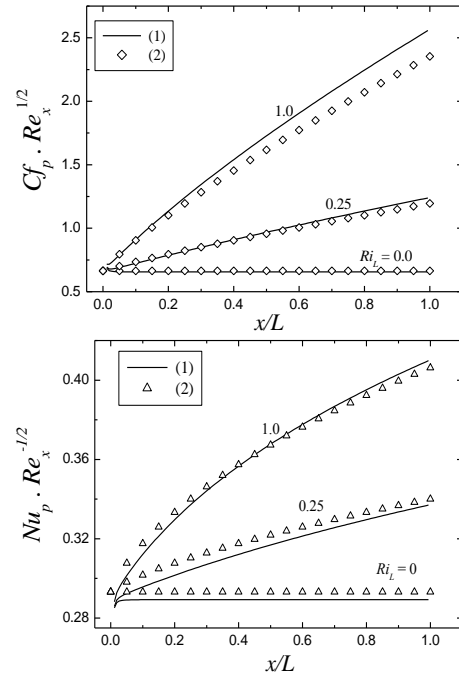 (1)
(2)
2.5
2.0
1.5
1.0
0.5
Cf_p . Re_x^{1/2}
1.0
0.25
Ri_L = 0.0
0.0 0.2 0.4 0.6 0.8 1.0
x/L
(1)
(2)
0.40
0.36
0.32
0.28
Nu_p . Re_x^{-1/2}
1.0
0.25
Ri_L = 0
0.0 0.2 0.4 0.6 0.8 1.0
x/L